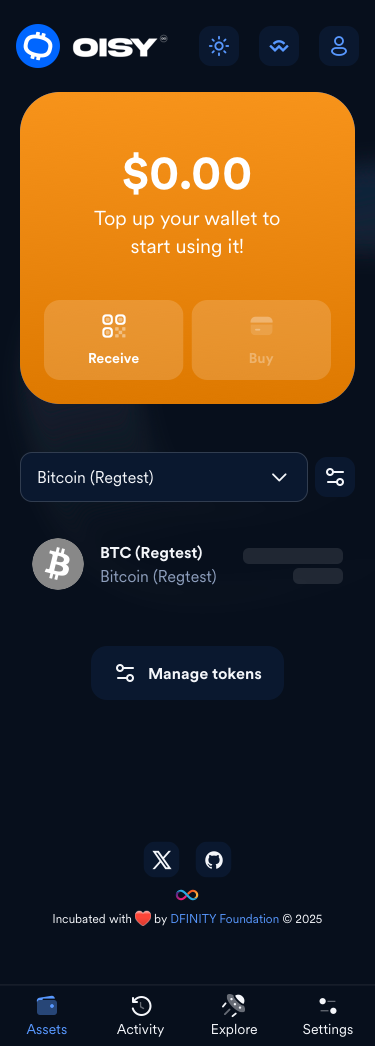 OISY
$0.00
Top up your wallet to
start using it!
Receive
Buy
Bitcoin (Regtest)
BTC (Regtest)
Bitcoin (Regtest)
Manage tokens
Incubated with ❤️ by DFINITY Foundation © 2025
Assets
Activity
Explore
Settings